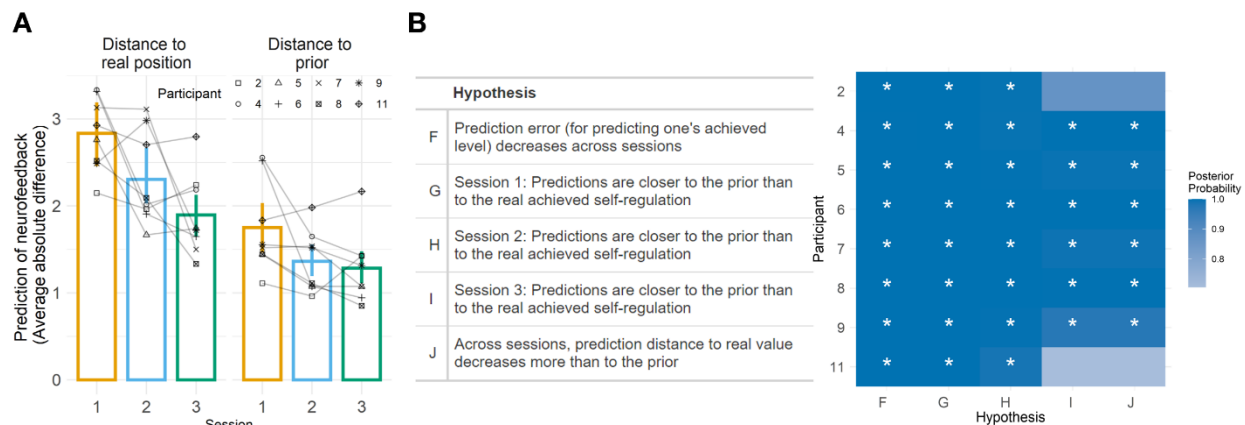 A
Distance to
real position
Distance to
prior
Participant
2
5
7
9
4
6
8
11
Prediction of neurofeedback
(Average absolute difference)
3
2
1
0
1
2
3
1
2
3
Session
B
Hypothesis
F
Prediction error (for predicting one's achieved
level) decreases across sessions
G
Session 1: Predictions are closer to the prior than
to the real achieved self-regulation
H
Session 2: Predictions are closer to the prior than
to the real achieved self-regulation
I
Session 3: Predictions are closer to the prior than
to the real achieved self-regulation
J
Across sessions, prediction distance to real value
decreases more than to the prior
Participant
2
* * *
4
* * * * *
5
* * * * *
6
* * * * *
7
* * * * *
8
* * * * *
9
* * * * *
11
* * *
F G H I J
Hypothesis
Posterior
Probability
1.0
0.9
0.8